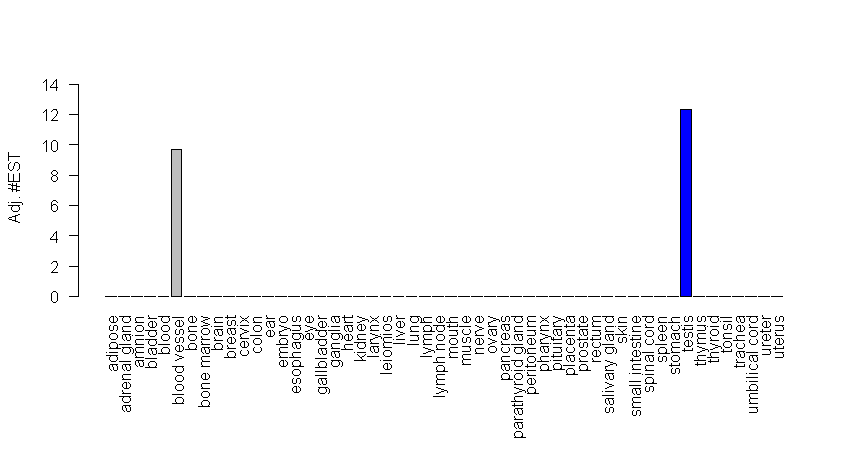 14
12
10
8
6
4
2
0
Adj. #EST
adipose
adrenal gland
amnion
bladder
blood
blood vessel
bone
bone marrow
brain
breast
cervix
colon
ear
embryo
esophagus
eye
gallbladder
ganglia
heart
kidney
larynx
leiomios
liver
lung
lymph
lymph node
mouth
muscle
nerve
ovary
pancreas
parathyroid gland
peritoneum
pharynx
pituitary
placenta
prostate
rectum
salivary gland
skin
small intestine
spinal cord
spleen
stomach
testis
thymus
thyroid
tonsil
trachea
umbilical cord
ureter
uterus